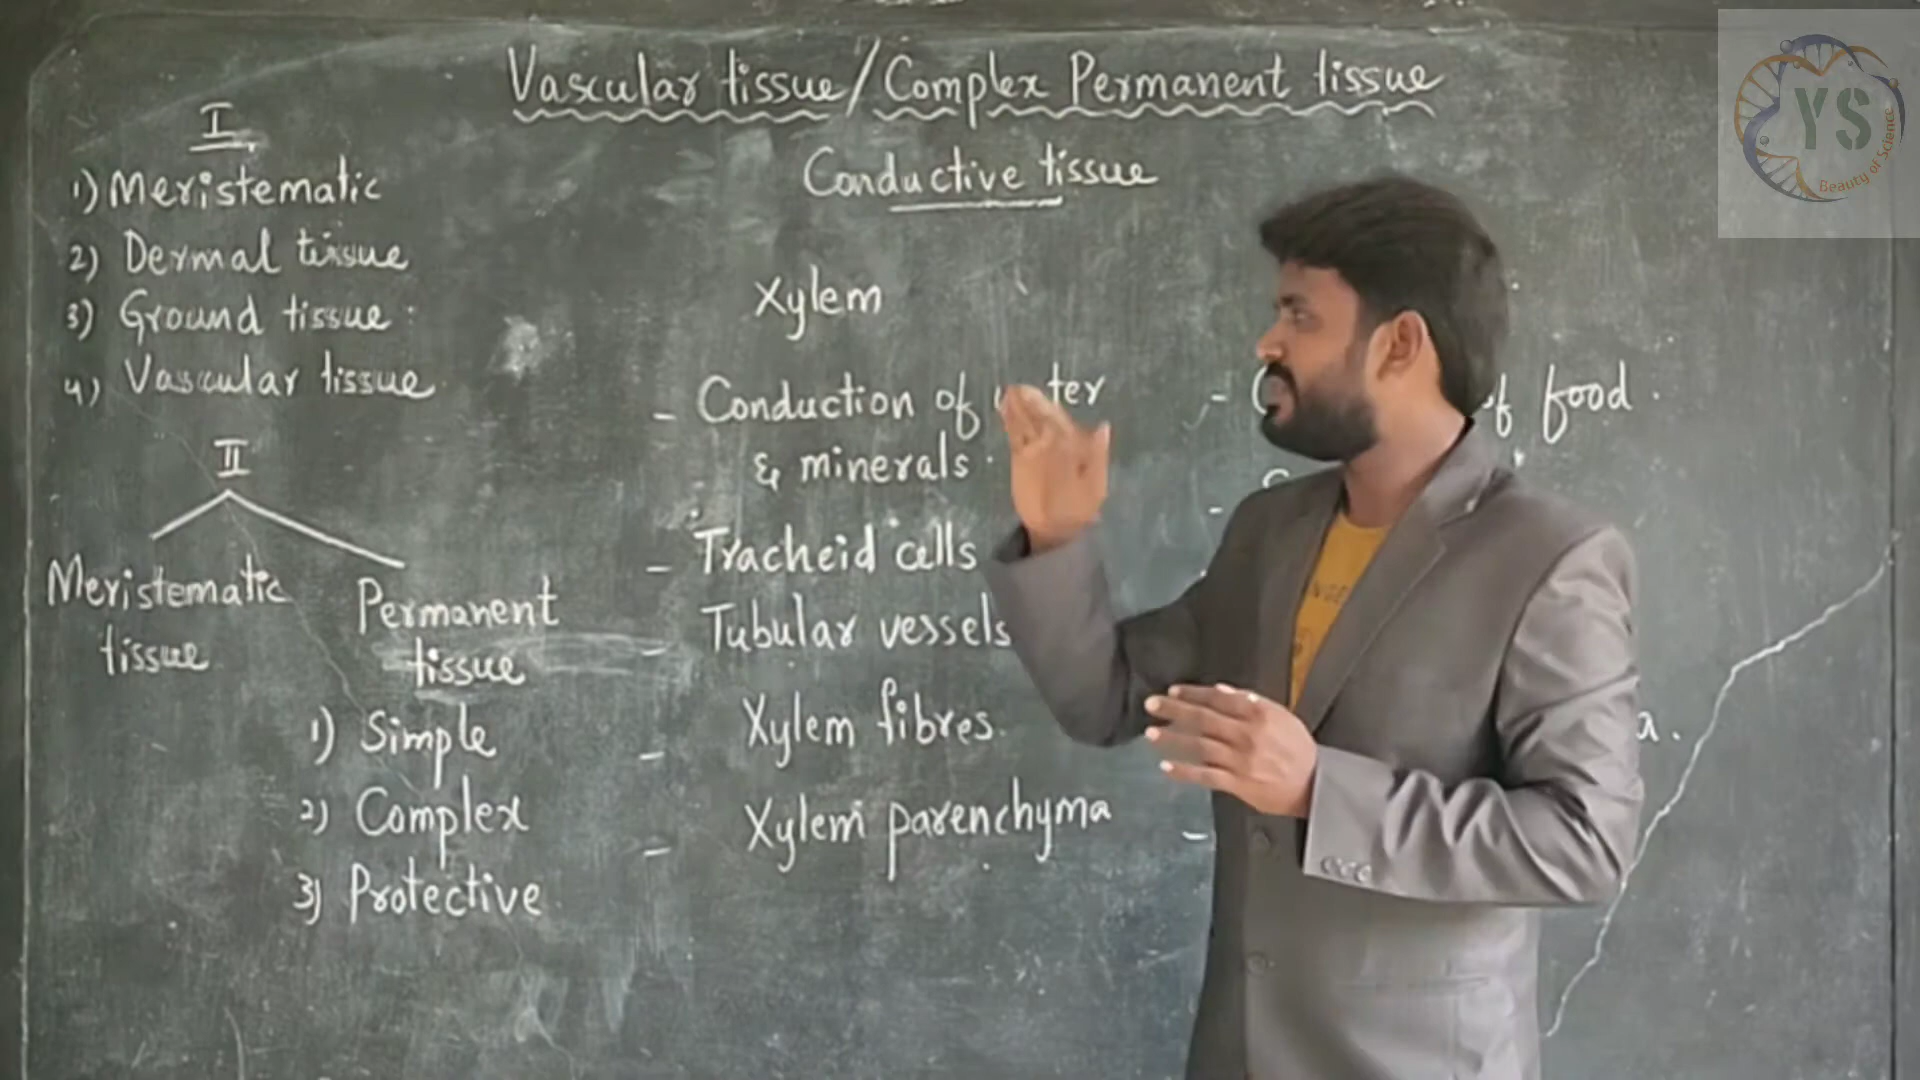 Vascular tissue/Complex Permanent tissue
Conductive tissue
I
1) Meristematic
2) Dermal tissue
3) Ground tissue
4) Vascular tissue
II
Meristematic
tissue
Permanent
tissue
1) Simple
2) Complex
3) Protective
Xylem
- Conduction of
& minerals
- Tracheid cells
- Tubular vessels
- Xylem fibres
- Xylem parenchyma
of food.
YS
Beauty of Science